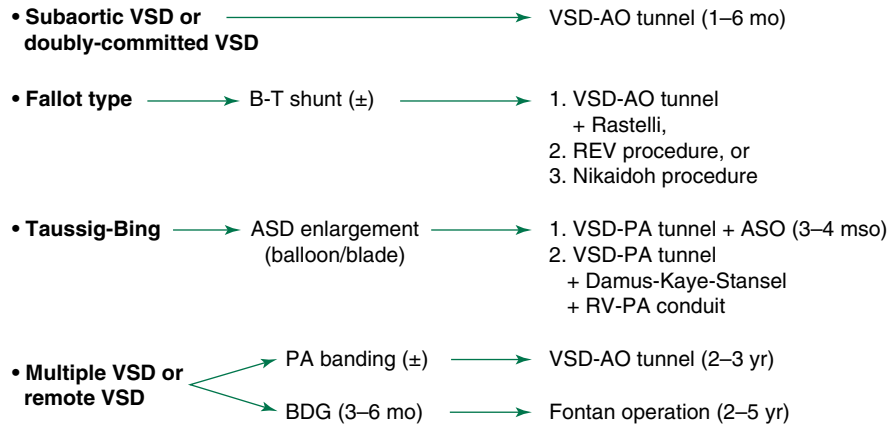 • Subaortic VSD or
doubly-committed VSD
VSD-AO tunnel (1–6 mo)
• Fallot type
B-T shunt (±)
1. VSD-AO tunnel
+ Rastelli,
2. REV procedure, or
3. Nikaidoh procedure
• Taussig-Bing
ASD enlargement
(balloon/blade)
1. VSD-PA tunnel + ASO (3–4 mso)
2. VSD-PA tunnel
+ Damus-Kaye-Stansel
+ RV-PA conduit
• Multiple VSD or
remote VSD
PA banding (±)
VSD-AO tunnel (2–3 yr)
BDG (3–6 mo)
Fontan operation (2–5 yr)